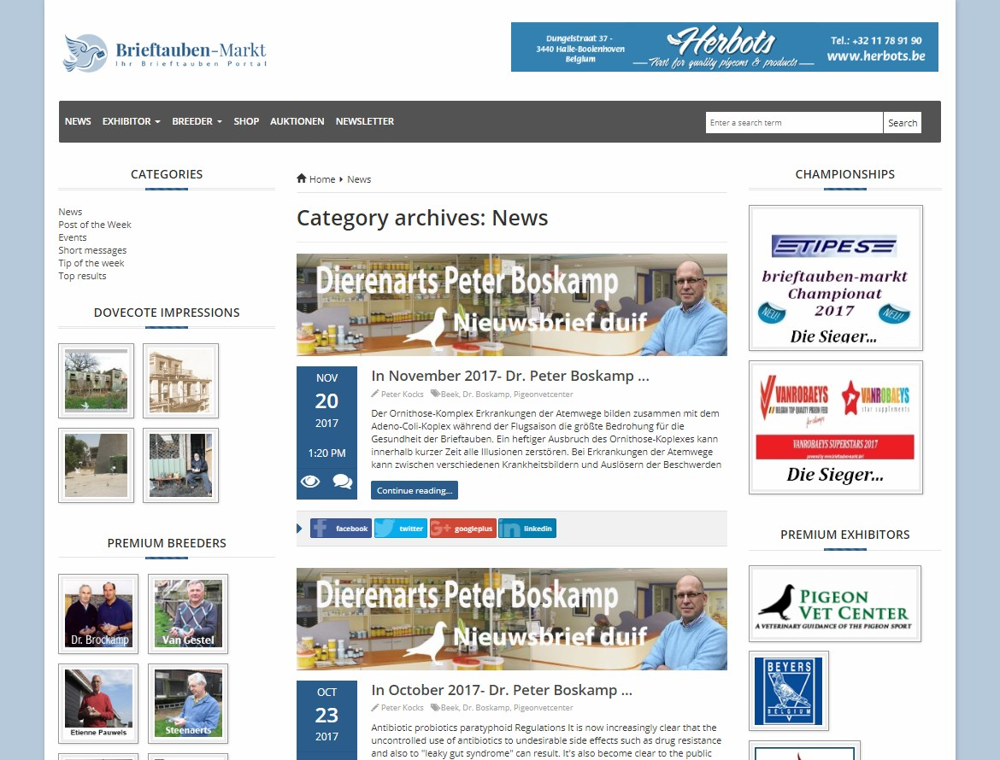 Brieftauben-Markt
Ihr Brieftauben Portal
Dungelstraat 37 -
3440 Halle-Booienhoven
Belgium
Herbots
First for quality pigeons & products
Tel.: +32 11 78 91 90
www.herbots.be
NEWS EXHIBITOR BREEDER SHOP AUKTIONEN NEWSLETTER
Enter a search term
Search
CATEGORIES
News
Post of the Week
Events
Short messages
Tip of the week
Top results
DOVECOTE IMPRESSIONS
PREMIUM BREEDERS
Dr. Brockamp
Van Gestel
Etienne Pauwels
Steenaerts
Home News
Category archives: News
Dierenarts Peter Boskamp
Nieuwsbrief duif
NOV
20
2017
1:20 PM
In November 2017- Dr. Peter Boskamp ...
Peter Kocks Beek, Dr. Boskamp, Pigeonvetcenter
Der Ornithose-Komplex Erkrankungen der Atemwege bilden zusammen mit dem
Adeno-Coli-Koplex während der Flugsaison die größte Bedrohung für die
Gesundheit der Brieftauben. Ein heftiger Ausbruch des Ornithose-Koplexes kann
innerhalb kurzer Zeit alle Illusionen zerstören. Bei Erkrankungen der Atemwege
kann zwischen verschiedenen Krankheitsbildern und Auslösern der Beschwerden
Continue reading...
facebook twitter googleplus linkedin
Dierenarts Peter Boskamp
Nieuwsbrief duif
OCT
23
2017
In October 2017- Dr. Peter Boskamp ...
Peter Kocks Beek, Dr. Boskamp, Pigeonvetcenter
Antibiotic probiotics paratyphoid Regulations It is now increasingly clear that the
uncontrolled use of antibiotics to undesirable side effects such as drug resistance
and also to "leaky gut syndrome" can result. It's also become clear to the public
CHAMPIONSHIPS
TIPES
brieftauben-markt
Championat
2017
NEU!
NEU!
Die Sieger...
VANROBAEYS
BELGIAN TOP QUALITY PIGEON FEED
for champs
VANROBAEYS
star supplements
VANROBAEYS SUPERSTARS 2017
Die Sieger...
PREMIUM EXHIBITORS
PIGEON
VET CENTER
A VETERINARY GUIDANCE OF THE PIGEON SPORT
BEYERS
BELGIUM